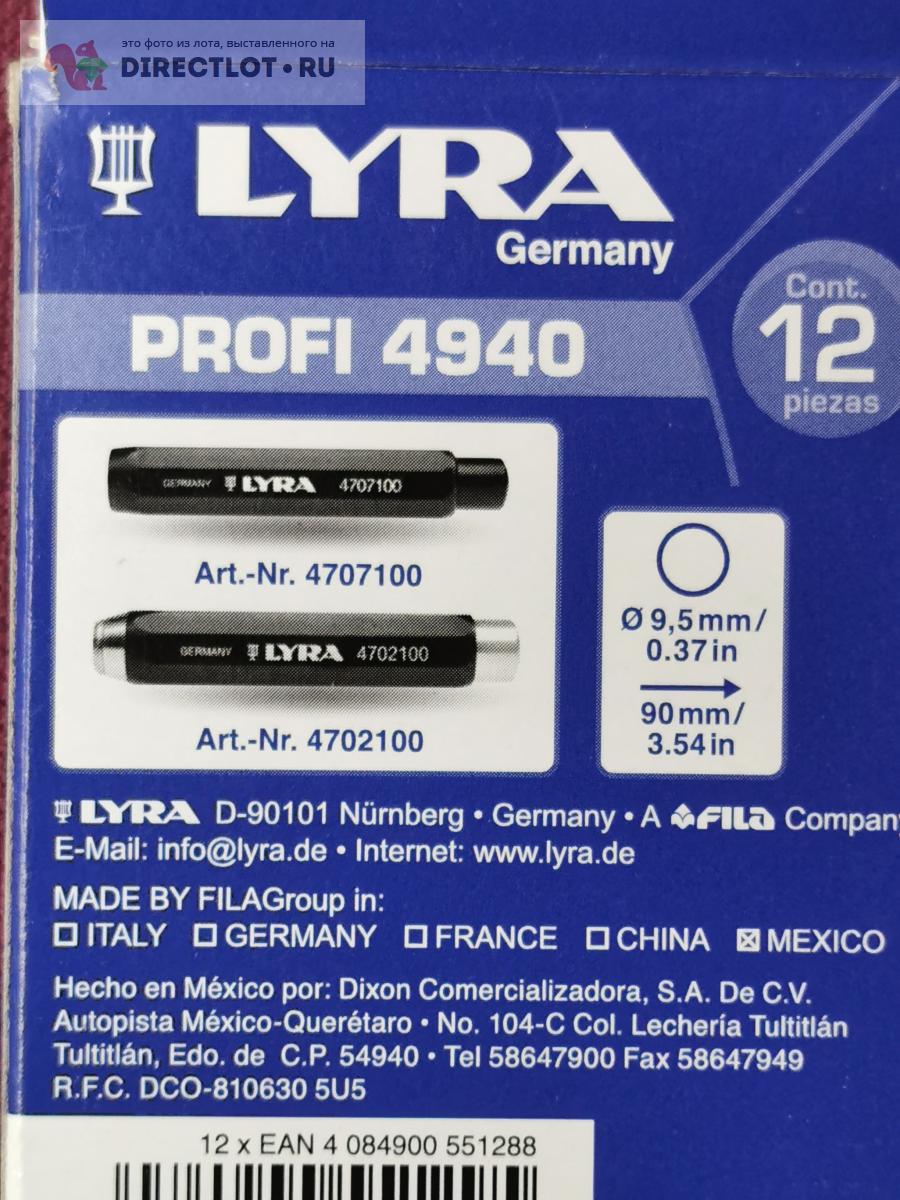 это фото из лота, выставленного на
DIRECTLOT•RU
LYRA
Germany
PROFI 4940
Cont.
12
piezas
GERMANY LYRA 4707100
Art.-Nr. 4707100
GERMANY LYRA 4702100
Art.-Nr. 4702100
Ø 9,5 mm/
0.37 in
90 mm/
3.54 in
LYRA D-90101 Nürnberg • Germany • A FILA Company
E-Mail: info@lyra.de • Internet: www.lyra.de
MADE BY FILAGroup in:
☐ ITALY ☐ GERMANY ☐ FRANCE ☐ CHINA ☒ MEXICO
Hecho en México por: Dixon Comercializadora, S.A. De C.V.
Autopista México-Querétaro • No. 104-C Col. Lechería Tultitlán
Tultitlán, Edo. de C.P. 54940 • Tel 58647900 Fax 58647949
R.F.C. DCO-810630 5U5
12 x EAN 4 084900 551288